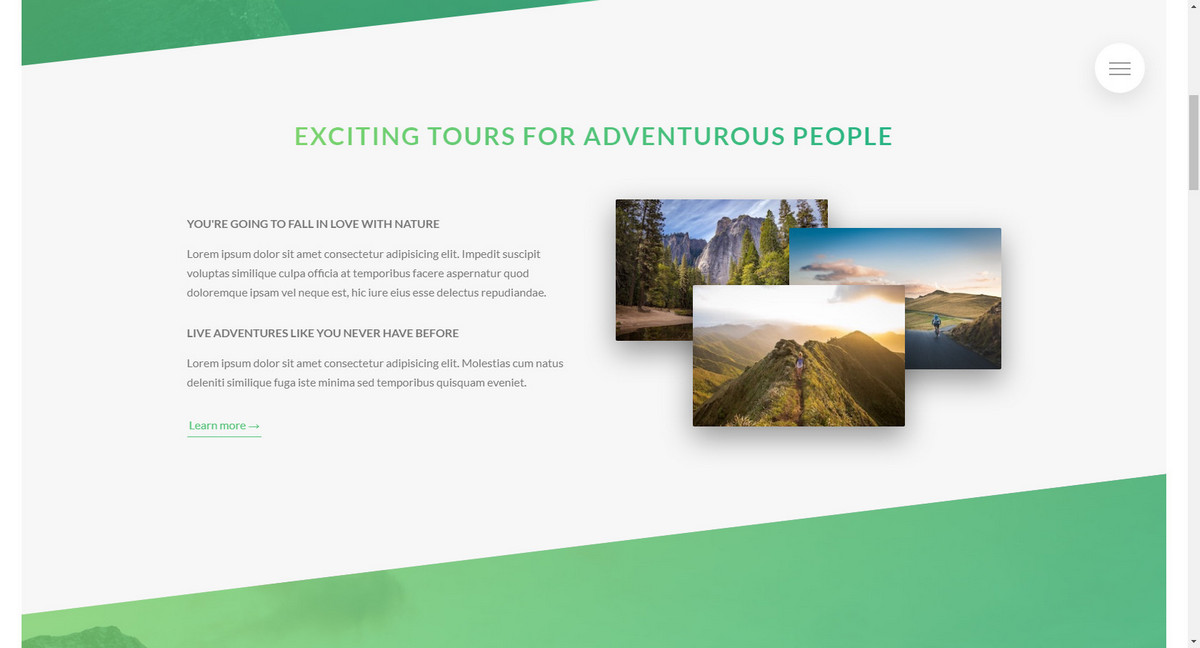 EXCITING TOURS FOR ADVENTUROUS PEOPLE
YOU'RE GOING TO FALL IN LOVE WITH NATURE
Lorem ipsum dolor sit amet consectetur adipisicing elit. Impedit suscipit
voluptas similique culpa officia at temporibus facere aspernatur quod
doloremque ipsam vel neque est, hic iure eius esse delectus repudiandae.
LIVE ADVENTURES LIKE YOU NEVER HAVE BEFORE
Lorem ipsum dolor sit amet consectetur adipisicing elit. Molestias cum natus
deleniti similique fuga iste minima sed temporibus quisquam eveniet.
Learn more →